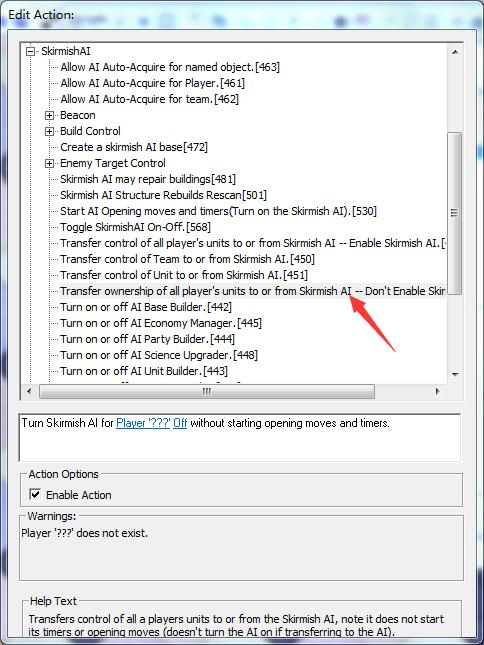 Edit Action:
SkirmishAI
Allow AI Auto-Acquire for named object.[463]
Allow AI Auto-Acquire for Player.[461]
Allow AI Auto-Acquire for team.[462]
Beacon
Build Control
Create a skirmish AI base[472]
Enemy Target Control
Skirmish AI may repair buildings[481]
Skirmish AI Structure Rebuilds Rescan[501]
Start AI Opening moves and timers(Turn on the Skirmish AI).[530]
Toggle SkirmishAI On-Off.[568]
Transfer control of all player's units to or from Skirmish AI -- Enable Skirmish AI.[
Transfer control of Team to or from Skirmish AI.[450]
Transfer control of Unit to or from Skirmish AI.[451]
Transfer ownership of all player's units to or from Skirmish AI -- Don't Enable Skir
Turn on or off AI Base Builder.[442]
Turn on or off AI Economy Manager.[445]
Turn on or off AI Party Builder.[444]
Turn on or off AI Science Upgrader.[448]
Turn on or off AI Unit Builder.[443]
Turn Skirmish AI for Player '???' Off without starting opening moves and timers.
Action Options
Enable Action
Warnings:
Player '???' does not exist.
Help Text
Transfers control of all a players units to or from the Skirmish AI, note it does not start
its timers or opening moves (doesn't turn the AI on if transferring to the AI).